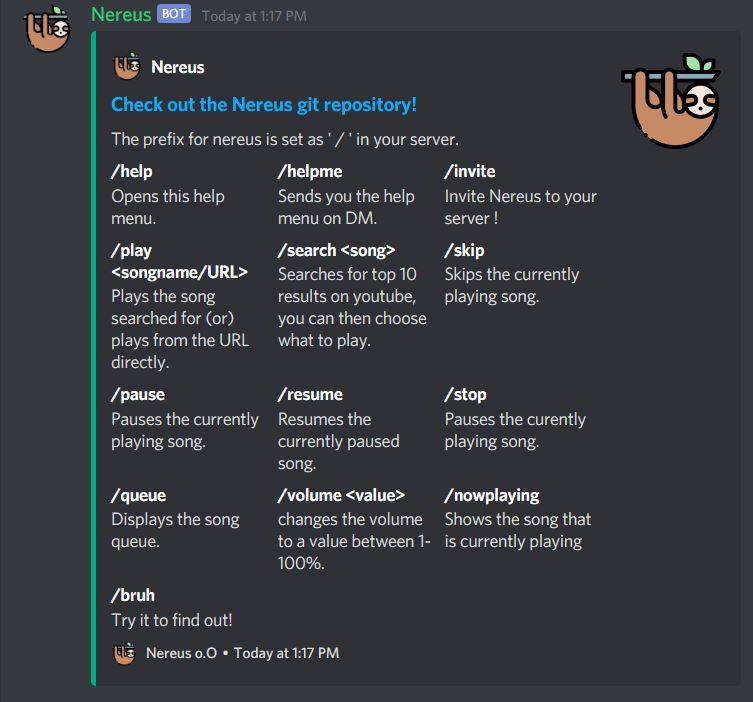 Nereus BOT Today at 1:17 PM
Nereus
Check out the Nereus git repository!
The prefix for nereus is set as ' / ' in your server.
/help
Opens this help
menu.
/helpme
Sends you the help
menu on DM.
/invite
Invite Nereus to your
server !
/play
<songname/URL>
Plays the song
searched for (or)
plays from the URL
directly.
/search <song>
Searches for top 10
results on youtube,
you can then choose
what to play.
/skip
Skips the currently
playing song.
/pause
Pauses the currently
playing song.
/resume
Resumes the
currently paused
song.
/stop
Pauses the curently
playing song.
/queue
Displays the song
queue.
/volume <value>
changes the volume
to a value between 1-
100%.
/nowplaying
Shows the song that
is currently playing
/bruh
Try it to find out!
Nereus o.O • Today at 1:17 PM